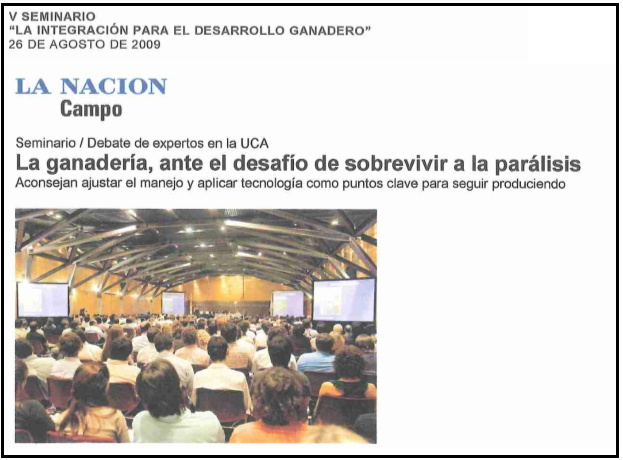 V SEMINARIO
"LA INTEGRACIÓN PARA EL DESARROLLO GANADERO"
26 DE AGOSTO DE 2009
LA NACION
Campo
Seminario / Debate de expertos en la UCA
La ganadería, ante el desafío de sobrevivir a la parálisis
Aconsejan ajustar el manejo y aplicar tecnología como puntos clave para seguir produciendo